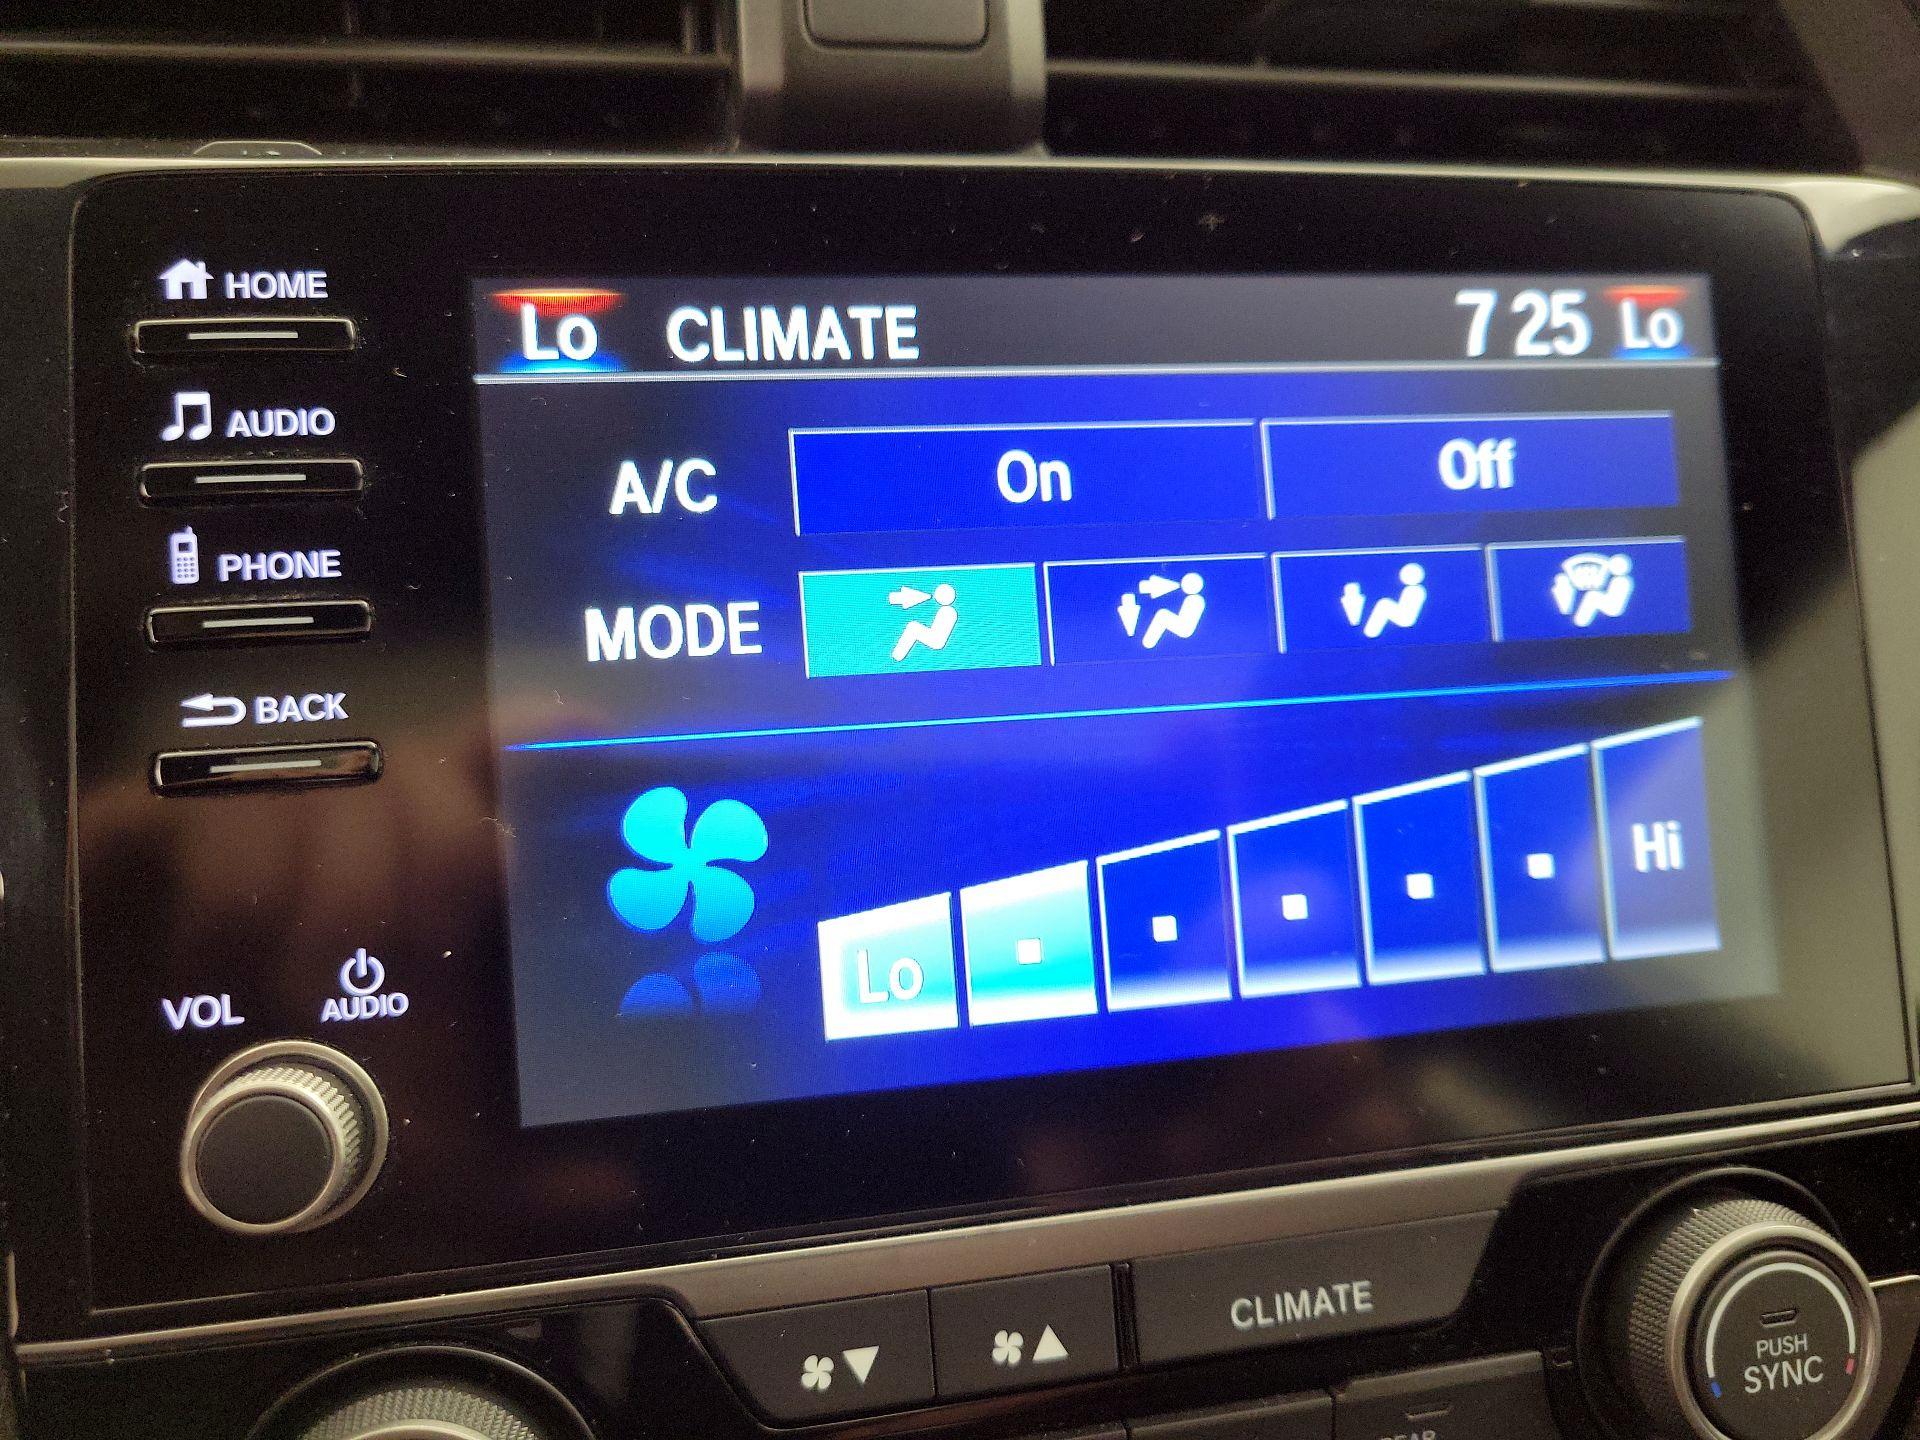 HOME
AUDIO
PHONE
BACK
VOL
AUDIO
Lo CLIMATE 7 25 Lo
A/C On Off
MODE
Lo Hi
CLIMATE
PUSH
SYNC